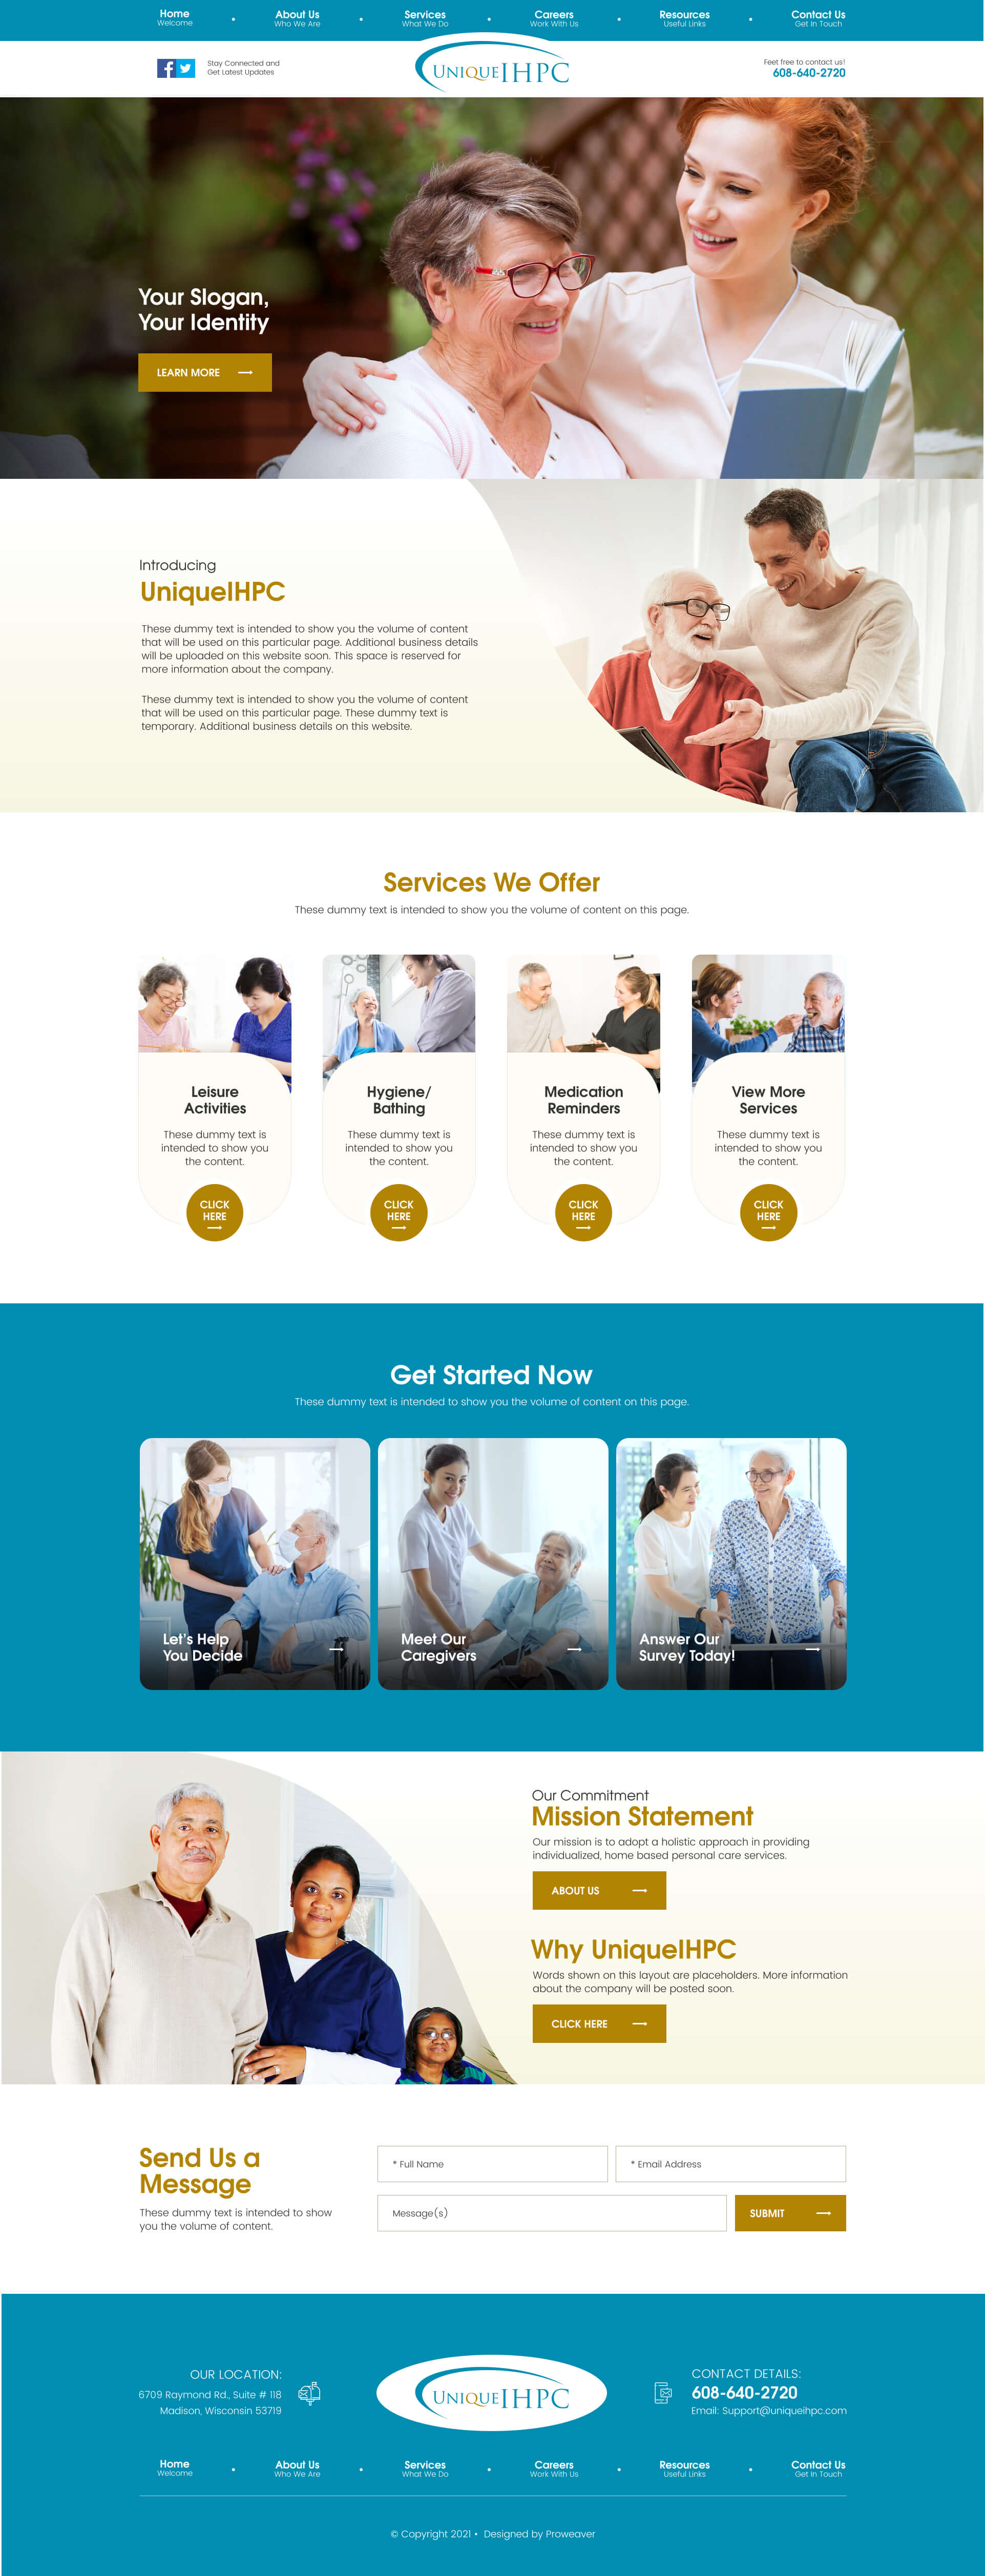 Home
Welcome
About Us
Who We Are
Services
What We Do
Careers
Work With Us
Resources
Useful Links
Contact Us
Get In Touch
Stay Connected and
Get Latest Updates
UNIQUEIHPC
Feet free to contact us!
608-640-2720
Your Slogan,
Your Identity
LEARN MORE
Introducing
UniqueIHPC
These dummy text is intended to show you the volume of content
that will be used on this particular page. Additional business details
will be uploaded on this website soon. This space is reserved for
more information about the company.
These dummy text is intended to show you the volume of content
that will be used on this particular page. These dummy text is
temporary. Additional business details on this website.
Services We Offer
These dummy text is intended to show you the volume of content on this page.
Leisure
Activities
These dummy text is
intended to show you
the content.
CLICK
HERE
Hygiene/
Bathing
These dummy text is
intended to show you
the content.
CLICK
HERE
Medication
Reminders
These dummy text is
intended to show you
the content.
CLICK
HERE
View More
Services
These dummy text is
intended to show you
the content.
CLICK
HERE
Get Started Now
These dummy text is intended to show you the volume of content on this page.
Let's Help
You Decide
Meet Our
Caregivers
Answer Our
Survey Today!
Our Commitment
Mission Statement
Our mission is to adopt a holistic approach in providing
individualized, home based personal care services.
ABOUT US
Why UniqueIHPC
Words shown on this layout are placeholders. More information
about the company will be posted soon.
CLICK HERE
Send Us a
Message
These dummy text is intended to show
you the volume of content.
* Full Name
* Email Address
Message(s)
SUBMIT
OUR LOCATION:
6709 Raymond Rd., Suite # 118
Madison, Wisconsin 53719
UNIQUEIHPC
CONTACT DETAILS:
608-640-2720
Email: Support@uniqueihpc.com
Home
Welcome
About Us
Who We Are
Services
What We Do
Careers
Work With Us
Resources
Useful Links
Contact Us
Get In Touch
© Copyright 2021 • Designed by Proweaver